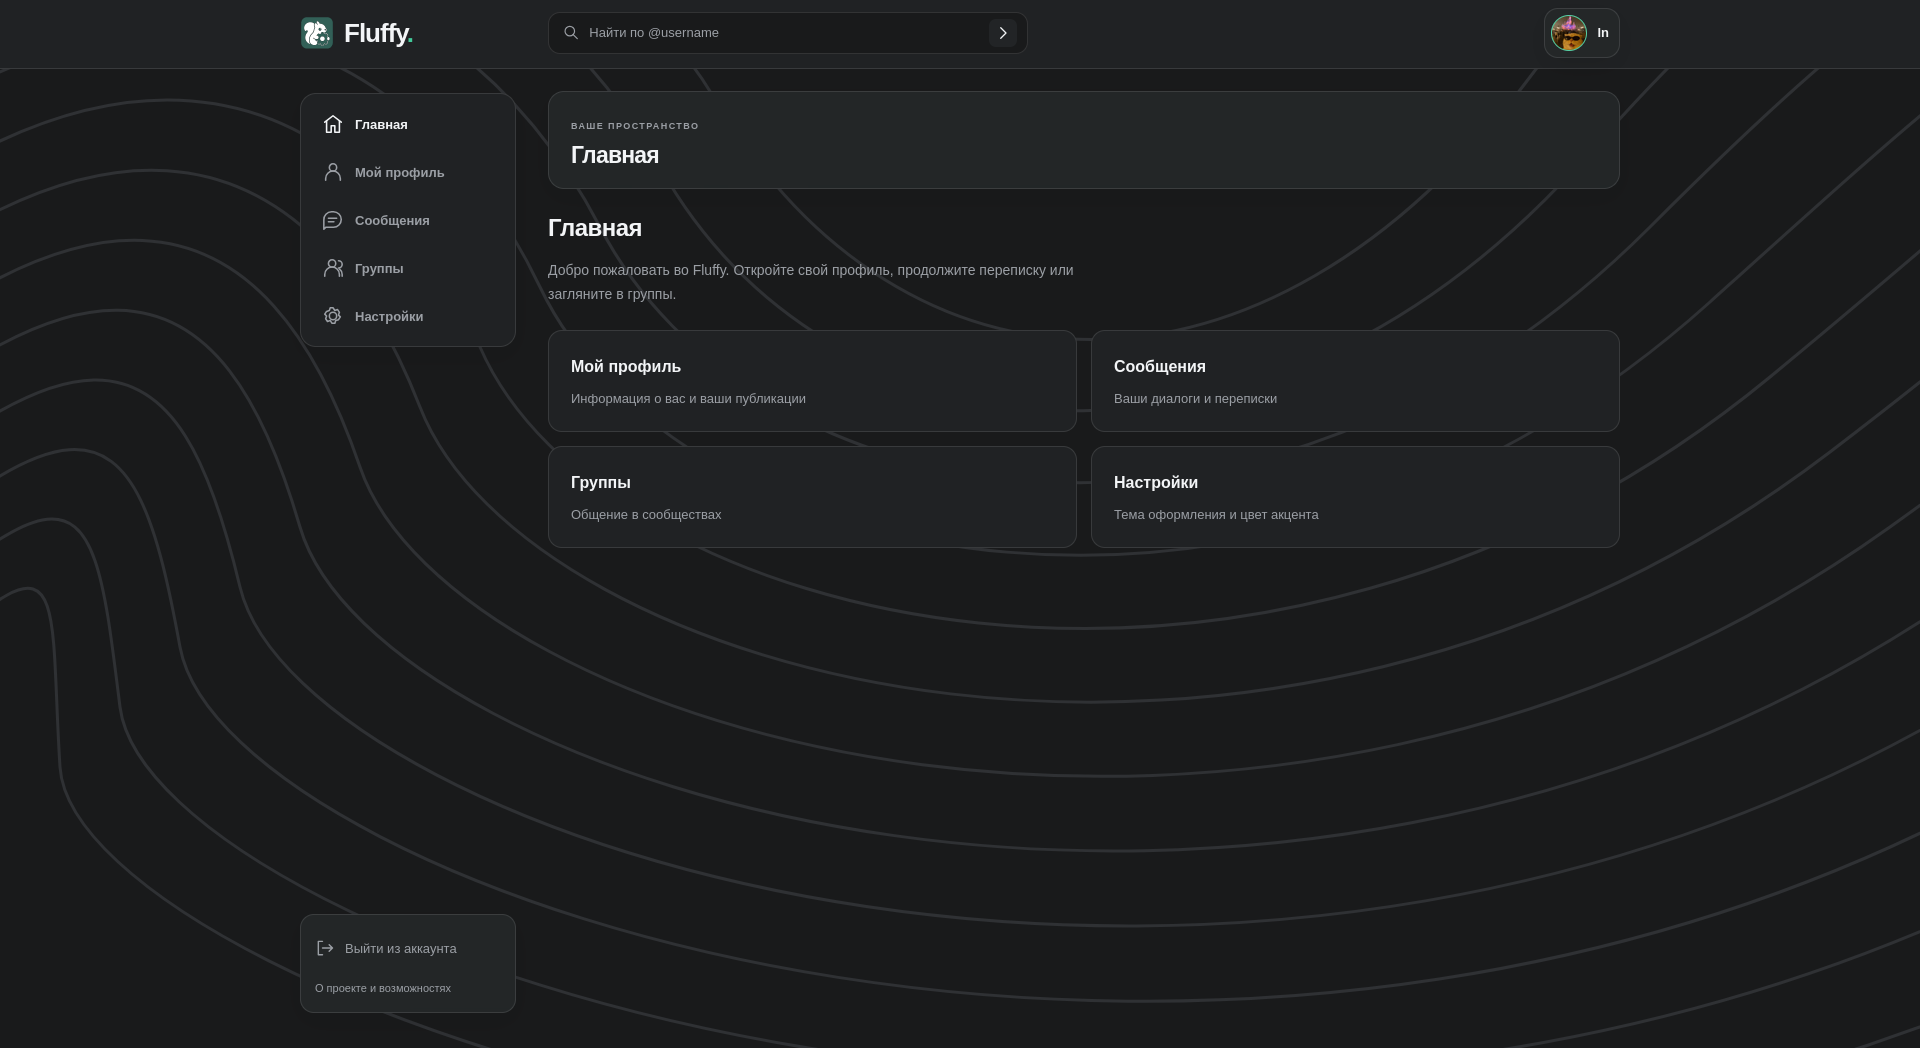 Fluffy.
Найти по @username
In
Главная
Мой профиль
Сообщения
Группы
Настройки
ВАШЕ ПРОСТРАНСТВО
Главная
Главная
Добро пожаловать во Fluffy. Откройте свой профиль, продолжите переписку или
загляните в группы.
Мой профиль
Информация о вас и ваши публикации
Сообщения
Ваши диалоги и переписки
Группы
Общение в сообществах
Настройки
Тема оформления и цвет акцента
Выйти из аккаунта
О проекте и возможностях